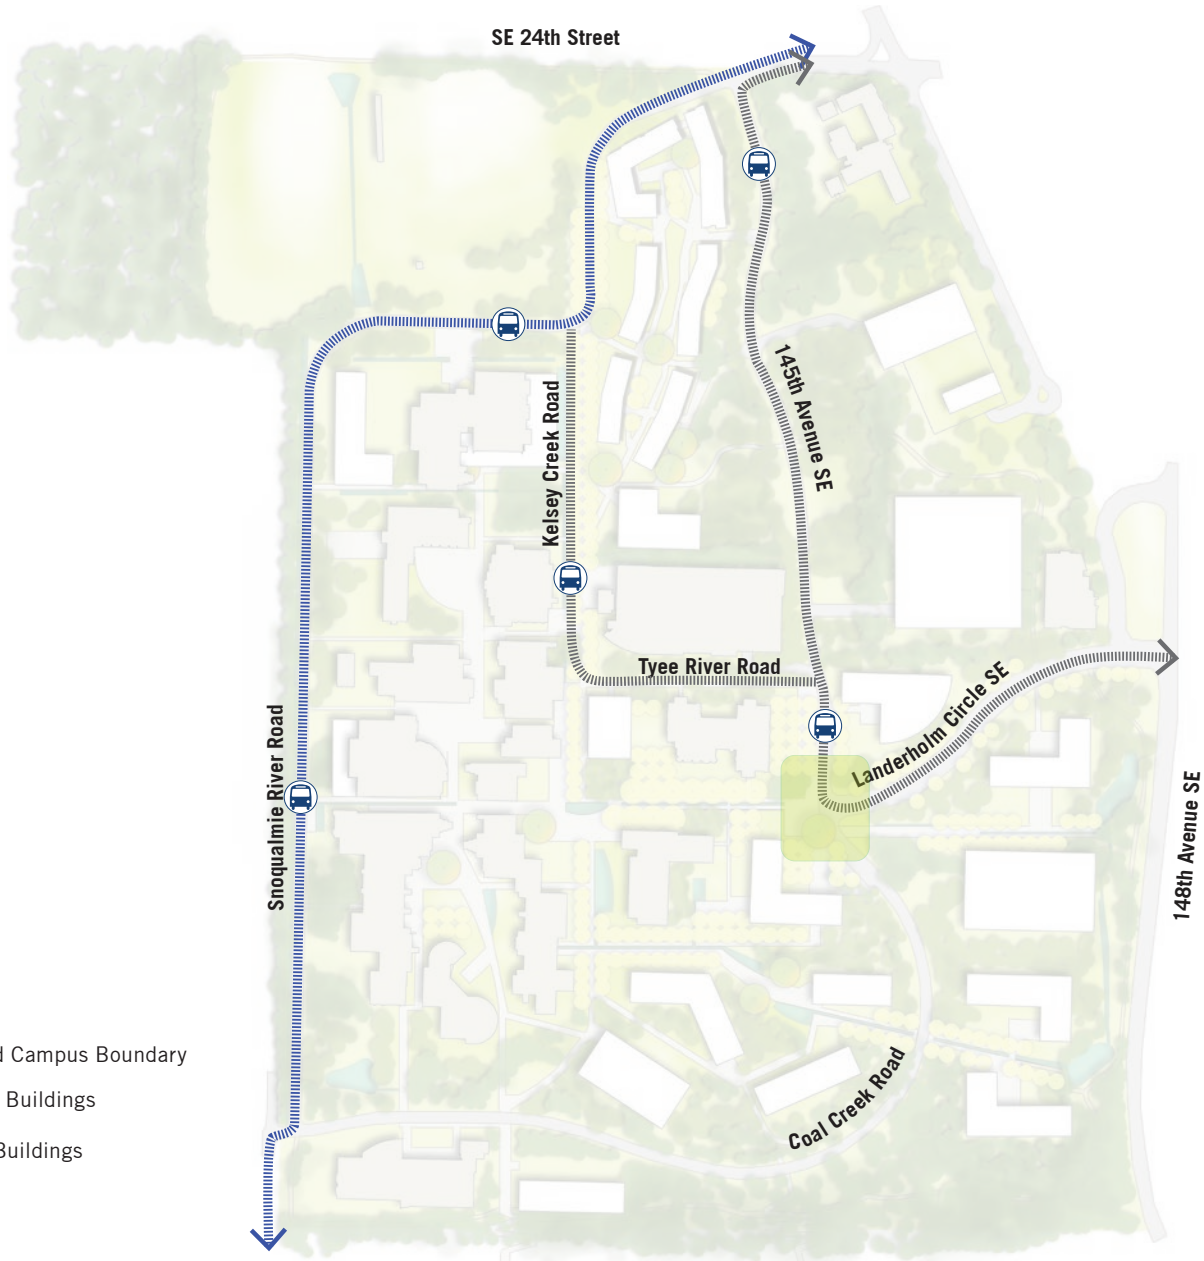 SE 24th Street
145th Avenue SE
Kelsey Creek Road
Tyee River Road
Landerholm Circle SE
Snoqualmie River Road
148th Avenue SE
Coal Creek Road
Campus Boundary
Buildings
Buildings